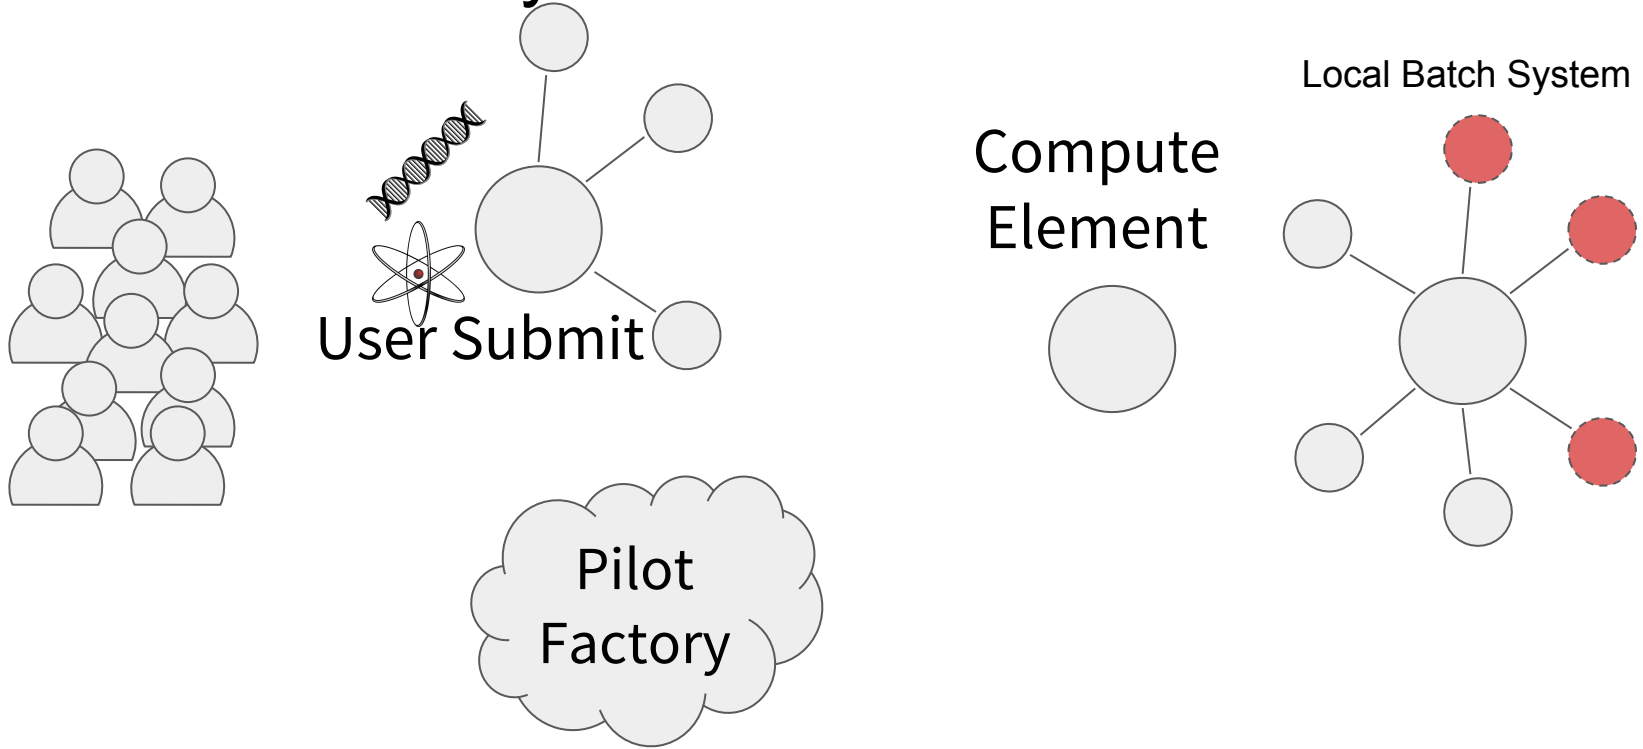 Local Batch System
Compute
Element
User Submit
Pilot
Factory